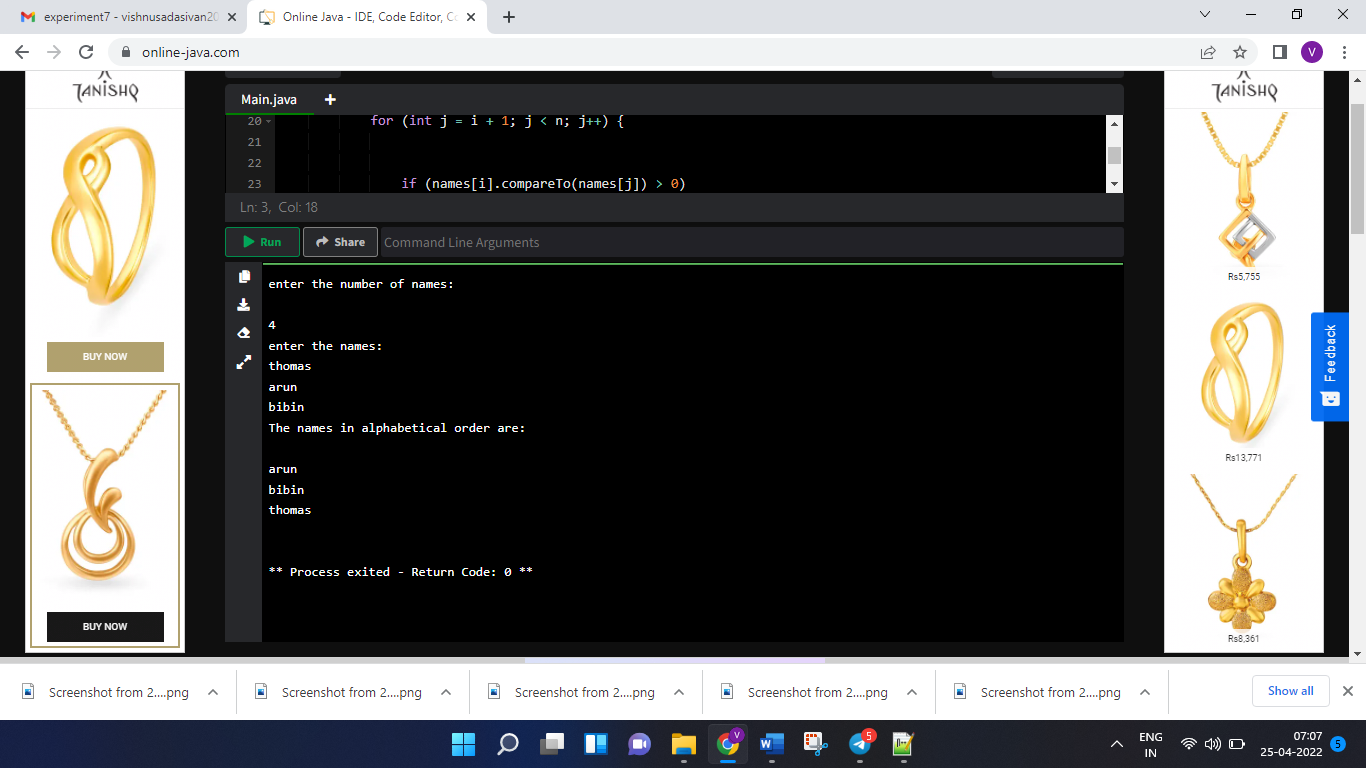 experiment7 - vishnusadasivan20
Online Java - IDE, Code Editor, Co
online-java.com
V
TANISHQ
BUY NOW
BUY NOW
Main.java
20 for (int j = i + 1; j < n; j++) {
21
22
23 if (names[i].compareTo(names[j]) > 0)
Ln: 3, Col: 18
Run Share Command Line Arguments
enter the number of names:
4
enter the names:
thomas
arun
bibin
The names in alphabetical order are:
arun
bibin
thomas
** Process exited - Return Code: 0 **
TANISHQ
Rs5,755
Rs13,771
Rs8,361
Feedback
Screenshot from 2....png
Screenshot from 2....png
Screenshot from 2....png
Screenshot from 2....png
Screenshot from 2....png
Show all
V
5
ENG
IN
07:07
25-04-2022
5